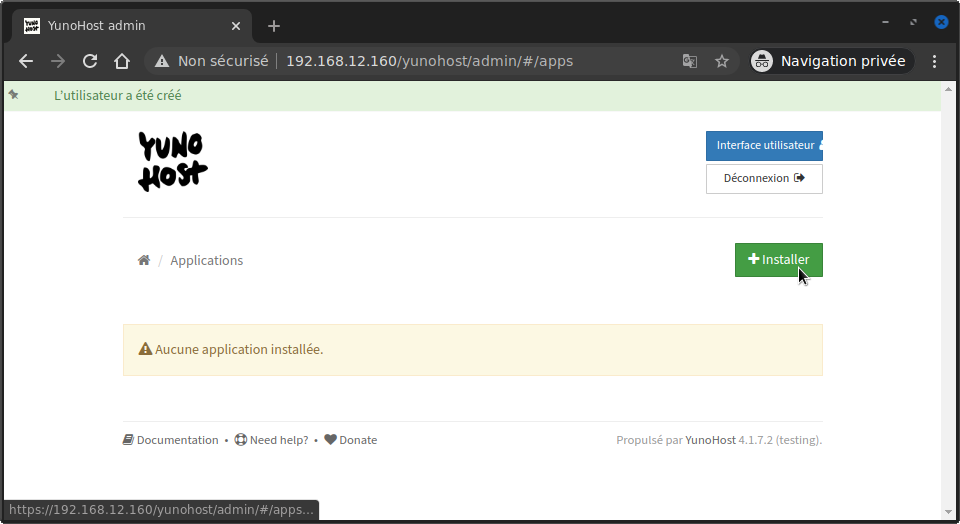 YunoHost admin
Non sécurisé 192.168.12.160/yunohost/admin/#/apps Navigation privée
L'utilisateur a été créé
YUNO
HOST
Interface utilisateur
Déconnexion
/ Applications
Installer
Aucune application installée.
Documentation • Need help? • Donate Propulsé par YunoHost 4.1.7.2 (testing).
https://192.168.12.160/yunohost/admin/#/apps...